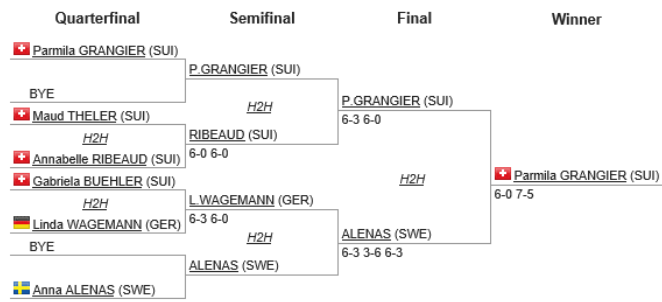 Quarterfinal Semifinal Final Winner
Parmila GRANGIER (SUI)
P.GRANGIER (SUI)
BYE
P.GRANGIER (SUI)
H2H
Maud THELER (SUI)
6-3 6-0
H2H
RIBEAUD (SUI)
6-0 6-0
Annabelle RIBEAUD (SUI)
H2H
Parmila GRANGIER (SUI)
Gabriela BUEHLER (SUI)
6-0 7-5
H2H
L.WAGEMANN (GER)
6-3 6-0
Linda WAGEMANN (GER)
H2H
ALENAS (SWE)
BYE
6-3 3-6 6-3
ALENAS (SWE)
Anna ALENAS (SWE)